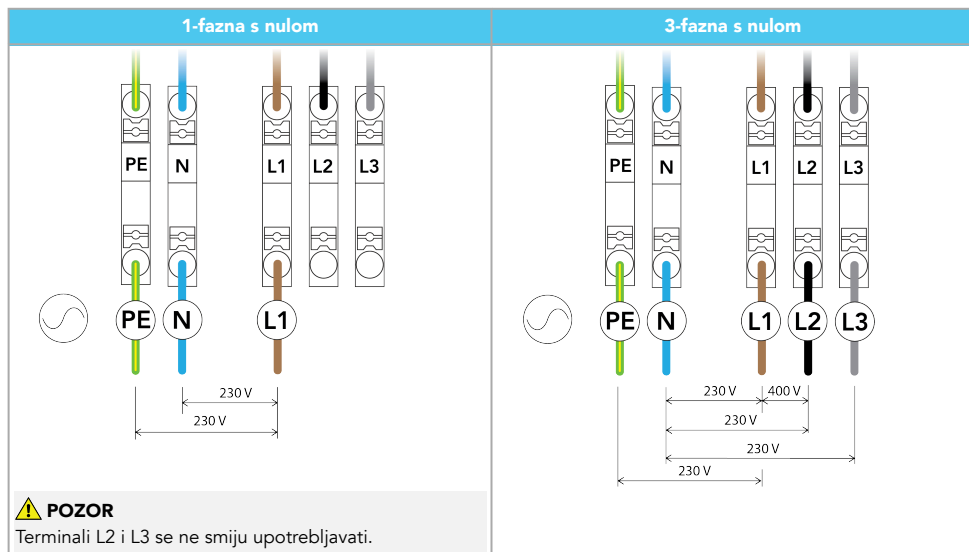 1-fazna s nulom
PE N L1 L2 L3
PE N L1
230 V
230 V
POZOR
Terminali L2 i L3 se ne smiju upotrebljavati.
3-fazna s nulom
PE N L1 L2 L3
PE N L1 L2 L3
230 V 400 V
230 V
230 V
230 V